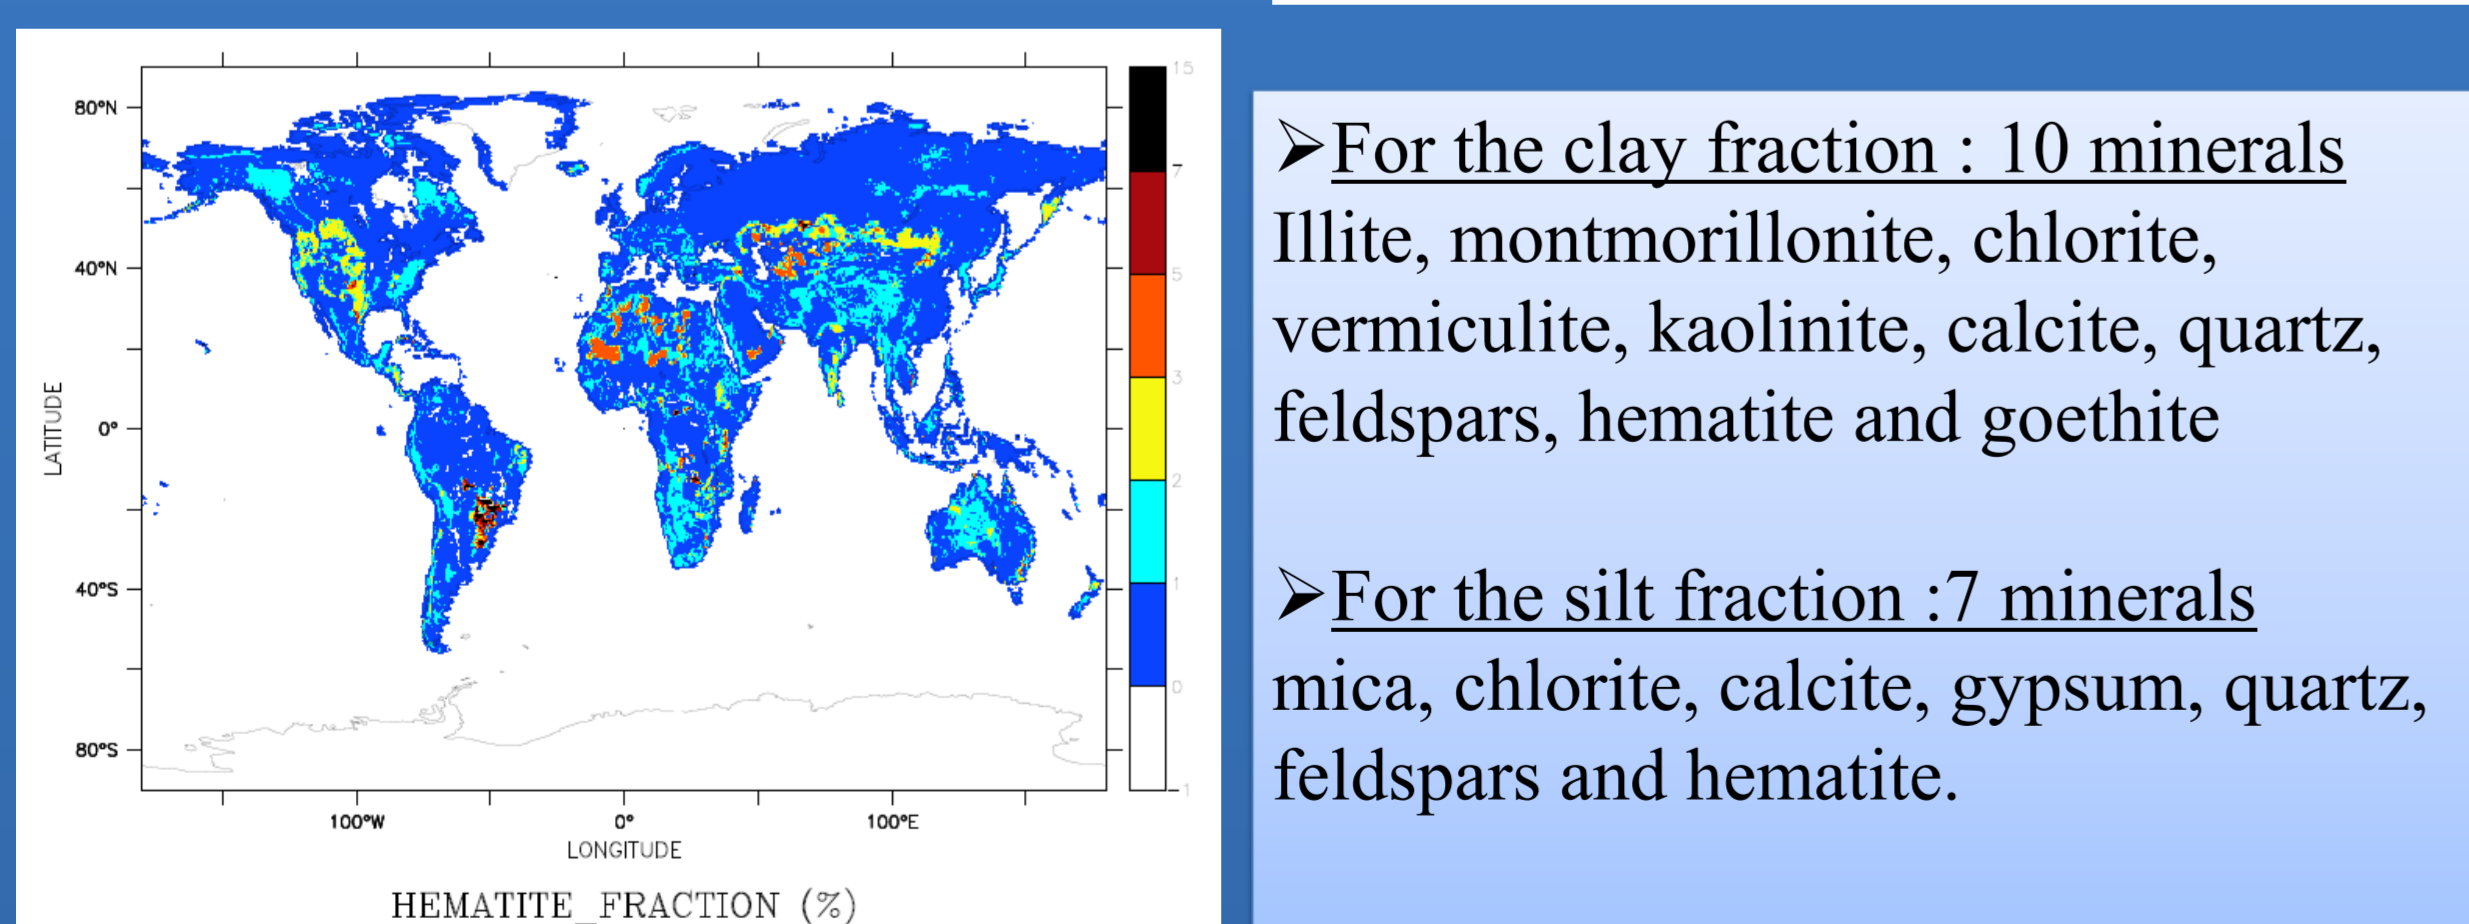 80°N
40°N
0°
40°S
80°S
LATITUDE
100°W
0°
100°E
LONGITUDE
HEMATITE_FRACTION (%)
15
7
5
3
2
1
0
-1
➢For the clay fraction : 10 minerals
Illite, montmorillonite, chlorite,
vermiculite, kaolinite, calcite, quartz,
feldspars, hematite and goethite
➢For the silt fraction :7 minerals
mica, chlorite, calcite, gypsum, quartz,
feldspars and hematite.